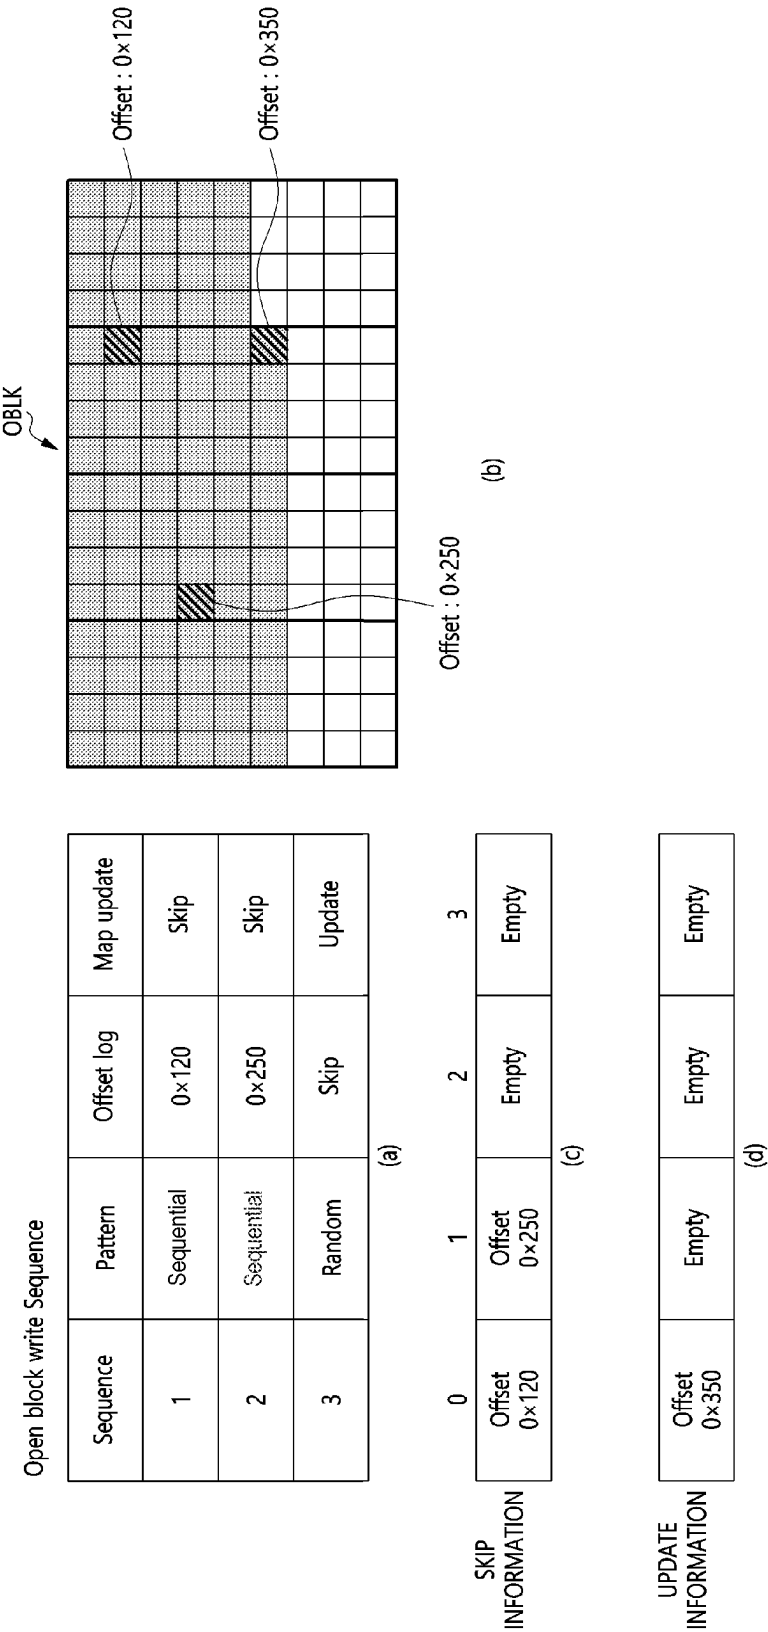 Open block write Sequence
Sequence Pattern Offset log Map update
1 Sequential 0×120 Skip
2 Sequential 0×250 Skip
3 Random Skip Update
(a)
OBLK
Offset : 0×120
Offset : 0×350
Offset : 0×250
(b)
0 1 2 3
SKIP
INFORMATION
Offset
0×120
Offset
0×250
Empty
Empty
(c)
UPDATE
INFORMATION
Offset
0×350
Empty
Empty
Empty
(d)